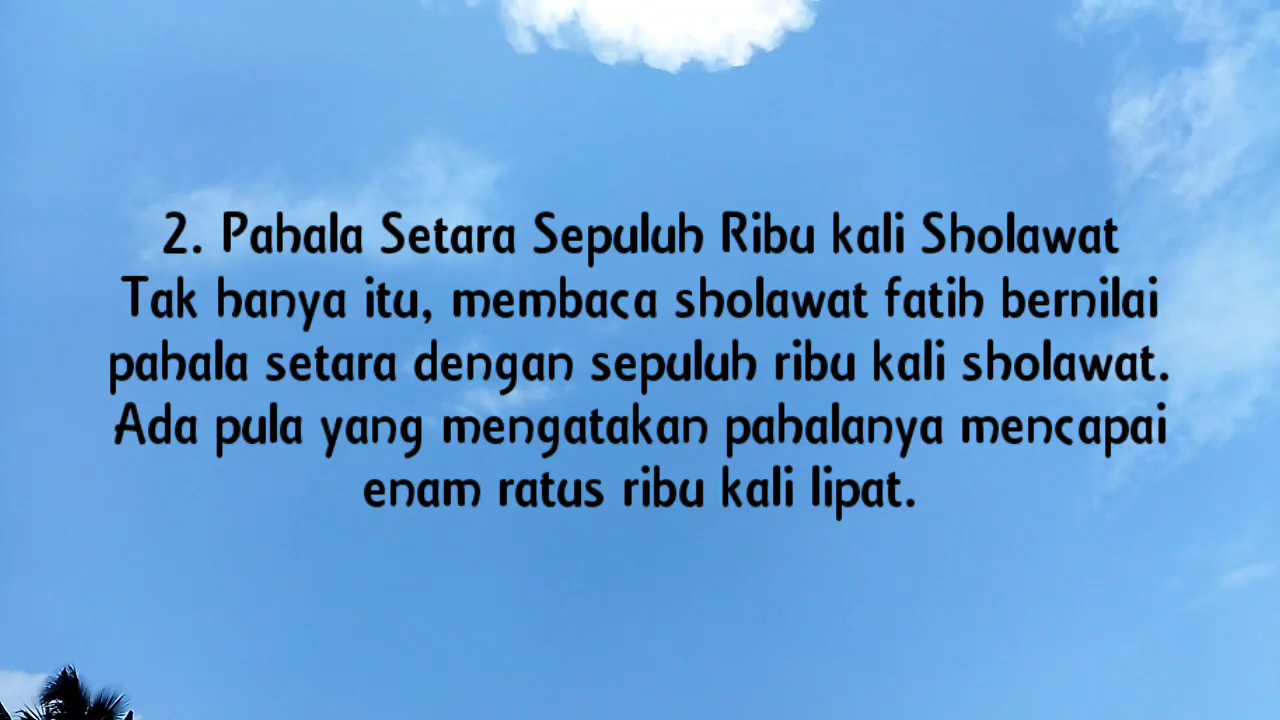 2. Pahala Setara Sepuluh Ribu kali Sholawat
Tak hanya itu, membaca sholawat fatih bernilai
pahala setara dengan sepuluh ribu kali sholawat.
Ada pula yang mengatakan pahalanya mencapai
enam ratus ribu kali lipat.